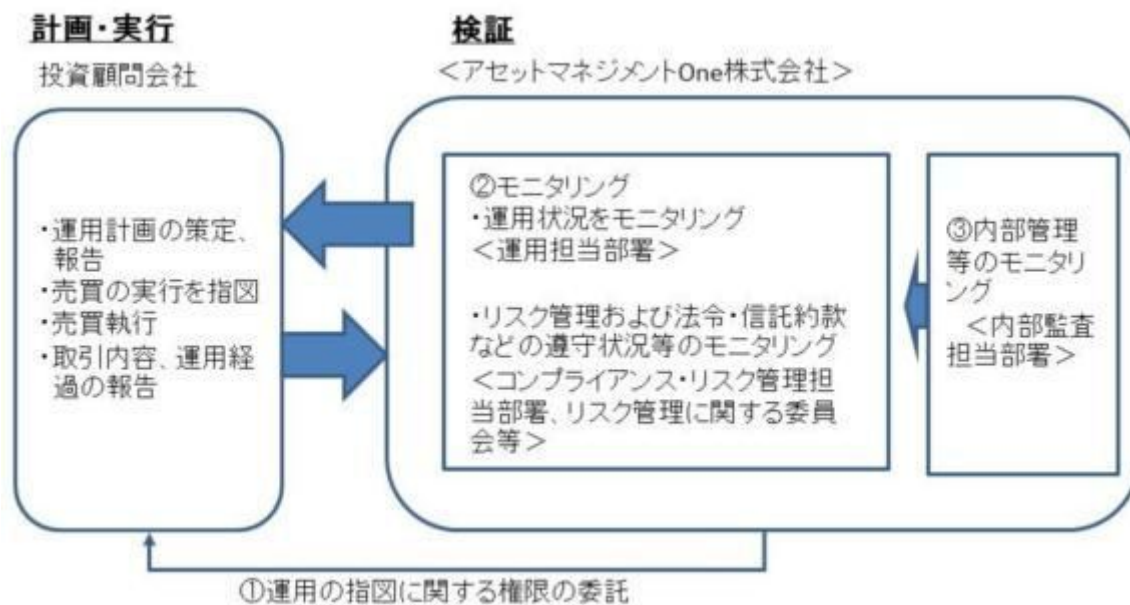 計画・実行
投資顧問会社
・運用計画の策定、
報告
・売買の実行を指図
・売買執行
・取引内容、運用経
過の報告
検証
＜アセットマネジメントOne株式会社＞
②モニタリング
・運用状況をモニタリング
＜運用担当部署＞
・リスク管理および法令・信託約款
などの遵守状況等のモニタリング
＜コンプライアンス・リスク管理担
当部署、リスク管理に関する委員
会等＞
③内部管理
等のモニタリ
ング
＜内部監査
担当部署＞
①運用の指図に関する権限の委託